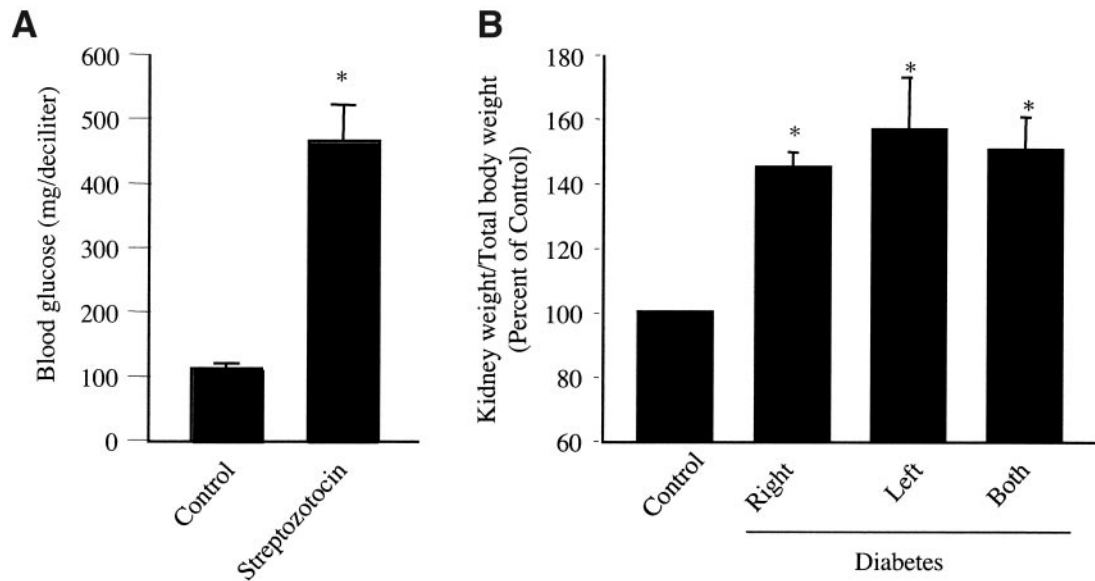 A
Blood glucose (mg/deciliter)
600
500
400
300
200
100
0
*
Control
Streptozotocin
B
Kidney weight/Total body weight
(Percent of Control)
180
160
140
120
100
80
60
*
*
*
Control
Right
Left
Both
Diabetes